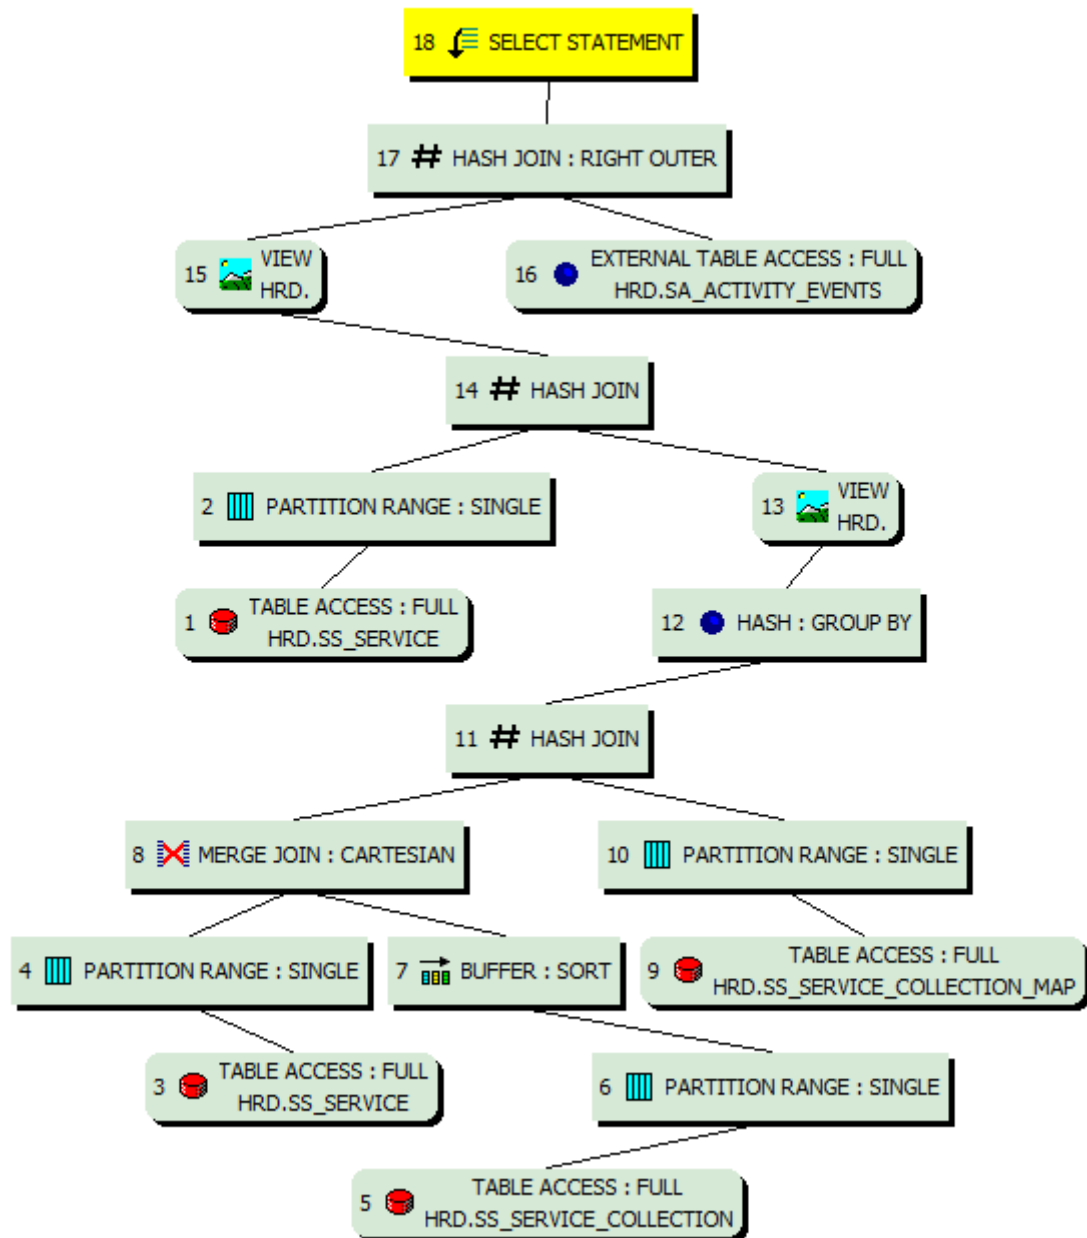 18 SELECT STATEMENT
17 # HASH JOIN : RIGHT OUTER
15 VIEW
HRD.
16 EXTERNAL TABLE ACCESS : FULL
HRD.SA_ACTIVITY_EVENTS
14 # HASH JOIN
2 PARTITION RANGE : SINGLE
13 VIEW
HRD.
1 TABLE ACCESS : FULL
HRD.SS_SERVICE
12 HASH : GROUP BY
11 # HASH JOIN
8 MERGE JOIN : CARTESIAN
10 PARTITION RANGE : SINGLE
4 PARTITION RANGE : SINGLE
7 BUFFER : SORT
9 TABLE ACCESS : FULL
HRD.SS_SERVICE_COLLECTION_MAP
3 TABLE ACCESS : FULL
HRD.SS_SERVICE
6 PARTITION RANGE : SINGLE
5 TABLE ACCESS : FULL
HRD.SS_SERVICE_COLLECTION